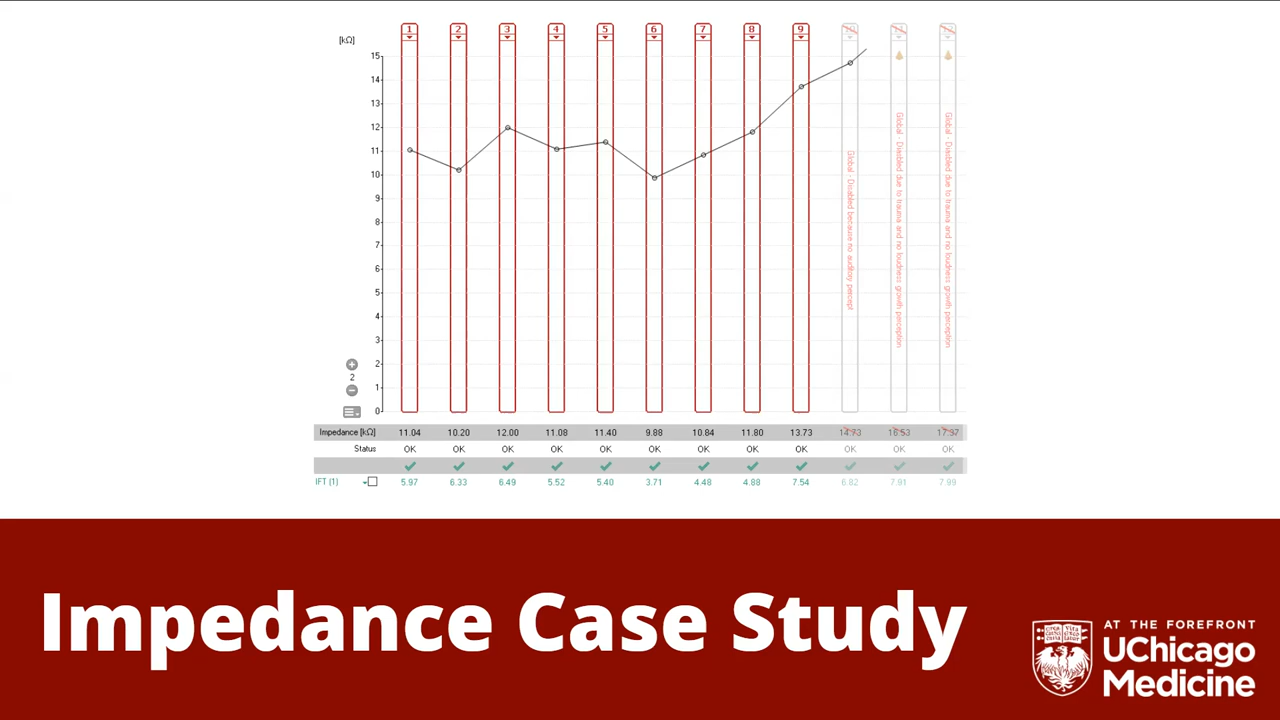 1 2 3 4 5 6 7 8 9 10 11 12
[kΩ]
15
14
13
12
11
10
9
8
7
6
5
4
3
2
1
0
2
Global - Disabled because no auditory percept
Global - Diasbled due to trauma and no loudness growth perception
Global - Disabled due to trauma and no loudness growth perception
Impedance [kΩ] 11.04 10.20 12.00 11.08 11.40 9.88 10.84 11.80 13.73 14.73 16.53 17.37
Status OK OK OK OK OK OK OK OK OK OK OK OK
IFT (1) 5.97 6.33 6.49 5.52 5.40 3.71 4.48 4.88 7.54 6.82 7.91 7.99
Impedance Case Study
AT THE FOREFRONT
UChicago
Medicine